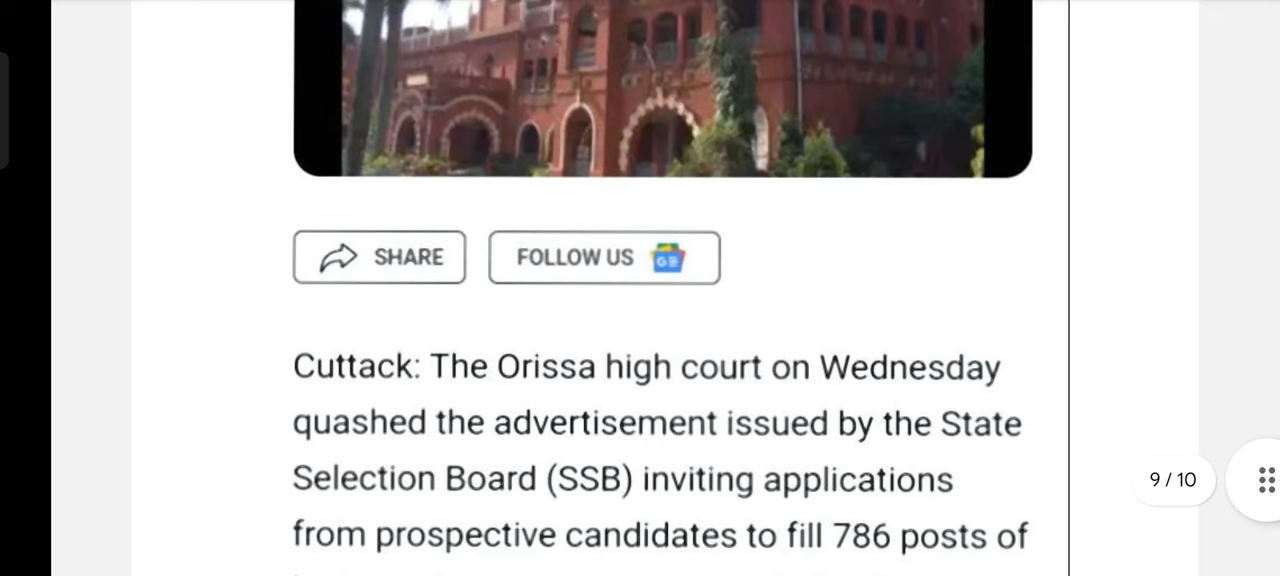 SHARE
FOLLOW US
Cuttack: The Orissa high court on Wednesday
quashed the advertisement issued by the State
Selection Board (SSB) inviting applications
from prospective candidates to fill 786 posts of
9 / 10